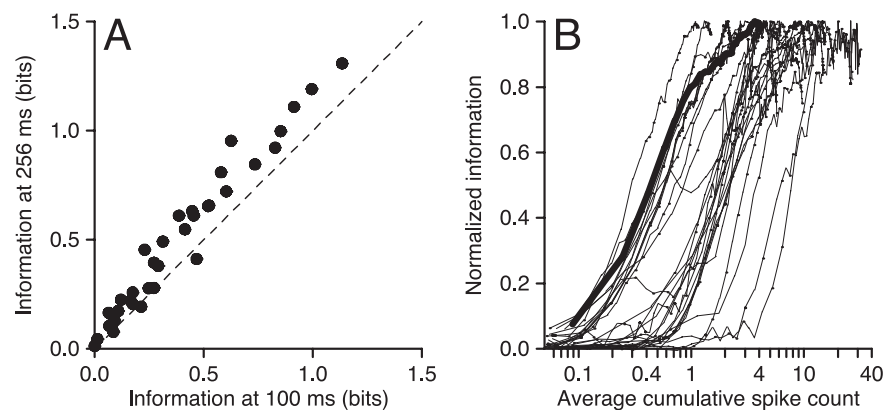 A
1.5
1.0
0.5
0.0
Information at 256 ms (bits)
0.0 0.5 1.0 1.5
Information at 100 ms (bits)
B
1.0
0.8
0.6
0.4
0.2
0.0
Normalized information
0.1 0.4 1 4 10 40
Average cumulative spike count